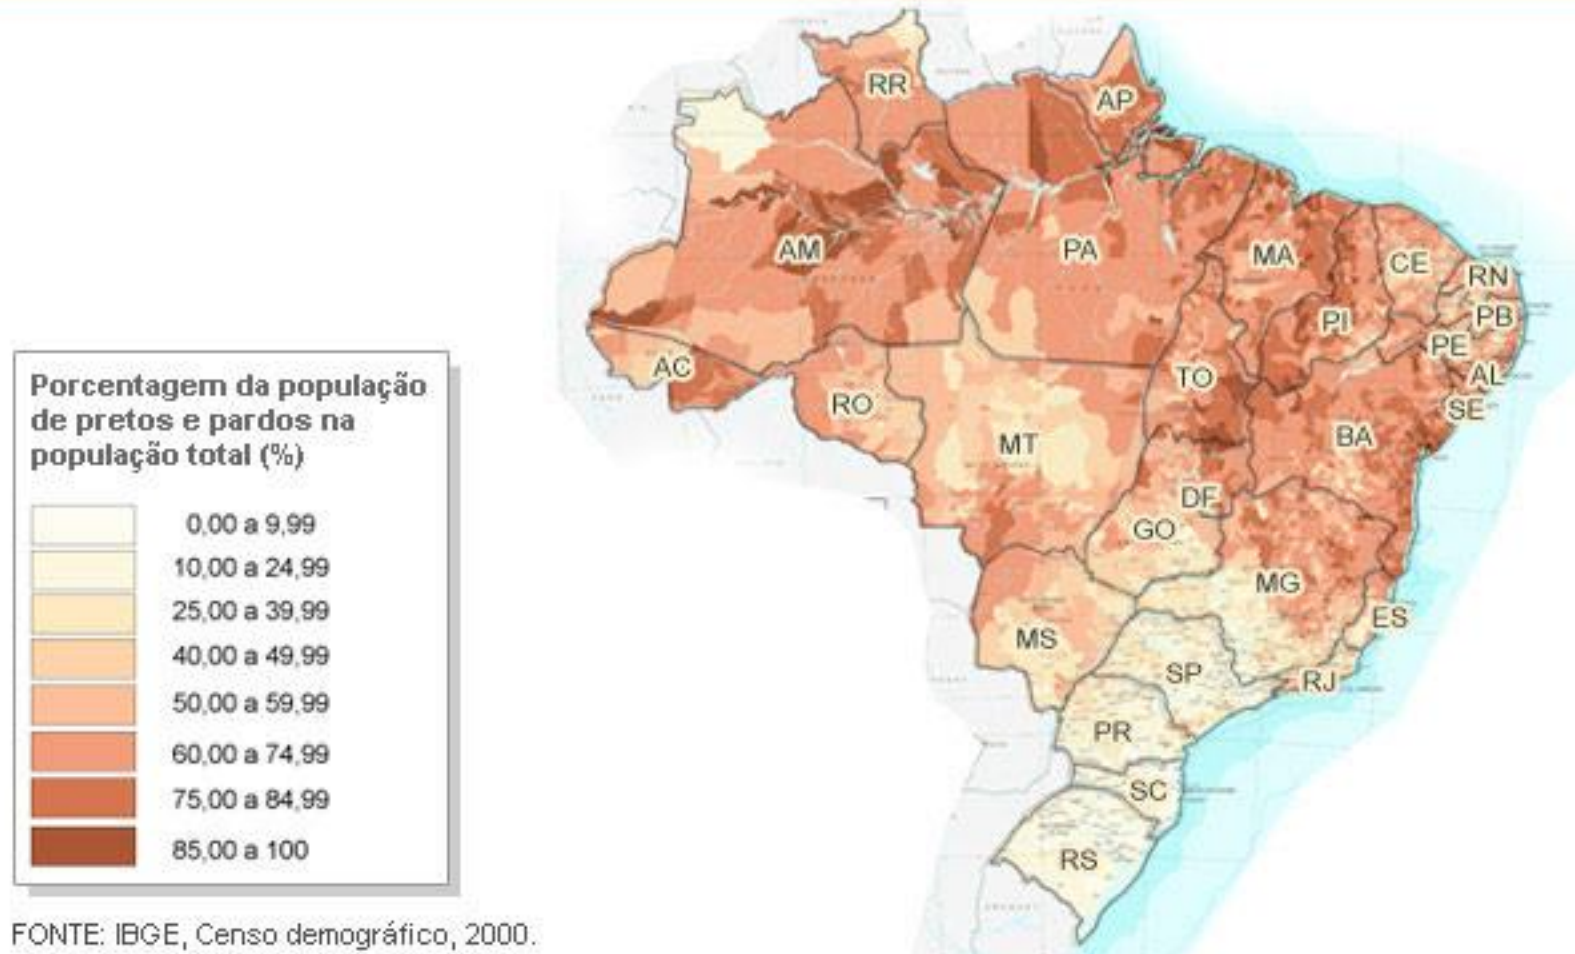 Porcentagem da população
de pretos e pardos na
população total (%)
0,00 a 9,99
10,00 a 24,99
25,00 a 39,99
40,00 a 49,99
50,00 a 59,99
60,00 a 74,99
75,00 a 84,99
85,00 a 100
FONTE: IBGE, Censo demográfico, 2000.
RR
AP
AM
PA
MA
CE
RN
PB
PI
PE
AL
SE
AC
RO
TO
MT
BA
DF
GO
MG
ES
MS
SP
RJ
PR
SC
RS